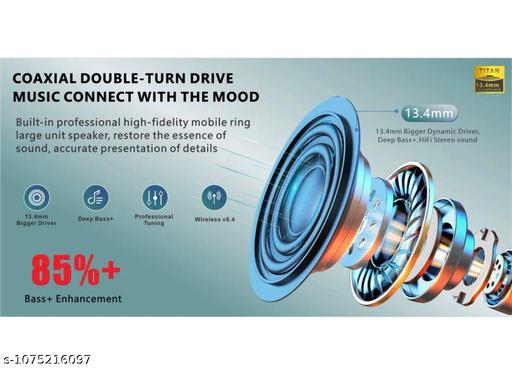 COAXIAL DOUBLE-TURN DRIVE
MUSIC CONNECT WITH THE MOOD
Built-in professional high-fidelity mobile ring
large unit speaker, restore the essence of
sound, accurate presentation of details
13.4mm
Bigger Driver
Deep Bass+
Professional
Tuning
Wireless v5.4
85%+
Bass+ Enhancement
TITAN
13.4mm
13.4mm
13.4mm Bigger Dynamic Driver,
Deep Bass+,HiFi Stereo sound
s-1075216097